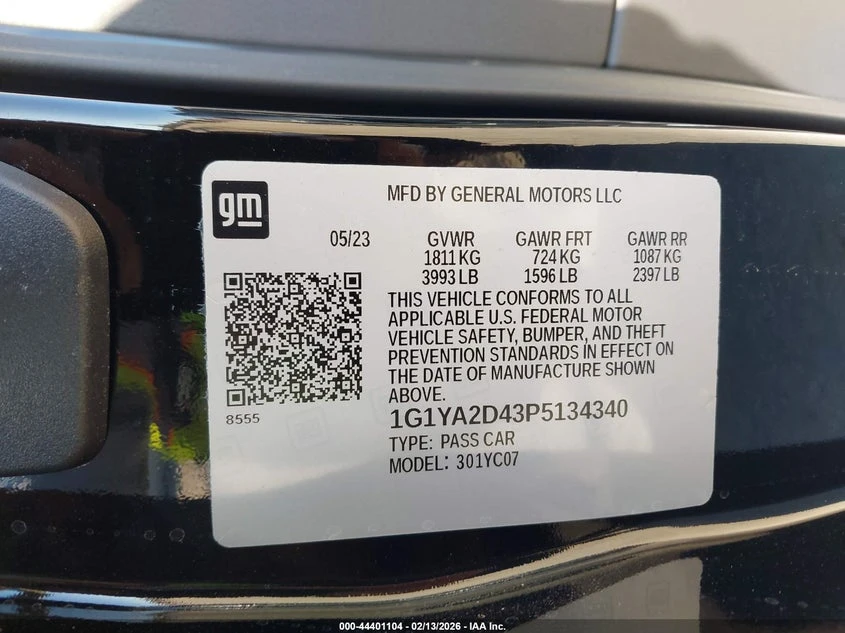 gm
MFD BY GENERAL MOTORS LLC
05/23 GVWR GAWR FRT GAWR RR
1811 KG 724 KG 1087 KG
3993 LB 1596 LB 2397 LB
THIS VEHICLE CONFORMS TO ALL
APPLICABLE U.S. FEDERAL MOTOR
VEHICLE SAFETY, BUMPER, AND THEFT
PREVENTION STANDARDS IN EFFECT ON
THE DATE OF MANUFACTURE SHOWN
ABOVE.
8555
1G1YA2D43P5134340
TYPE: PASS CAR
MODEL: 301YC07
000-44401104 - 02/13/2026 - IAA Inc.